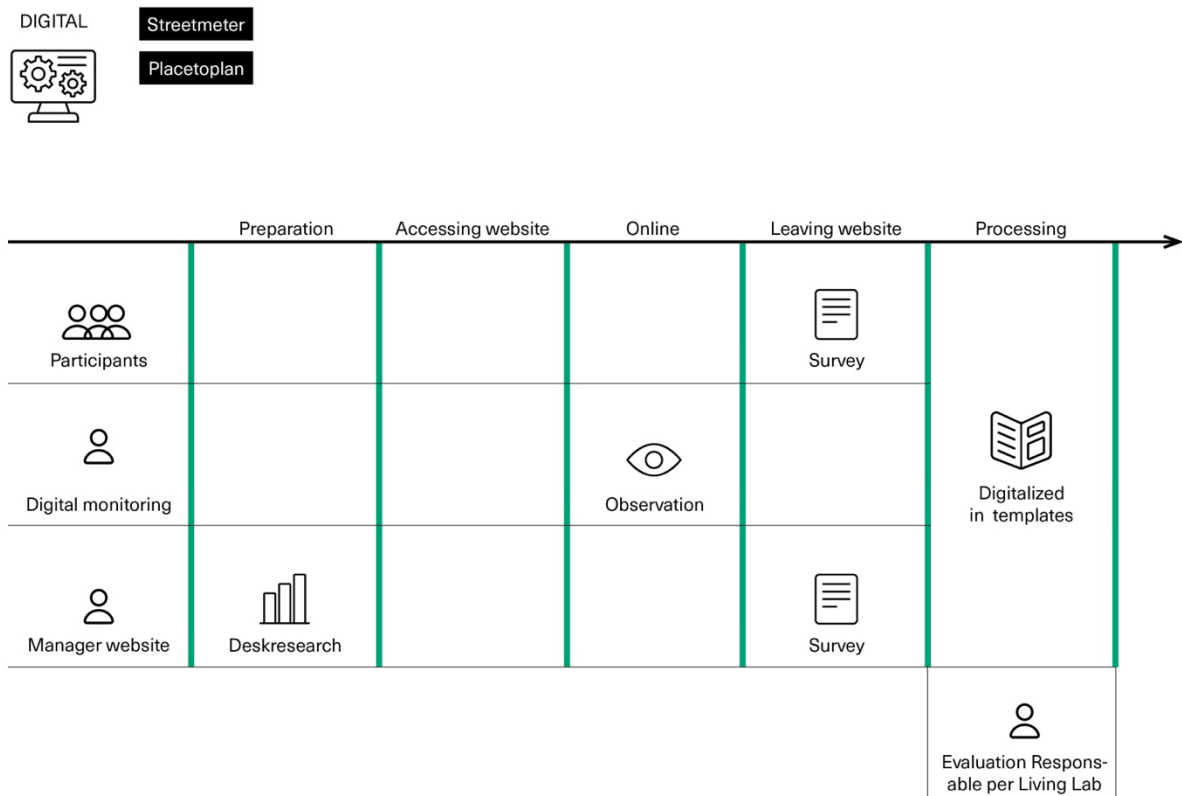 DIGITAL
Streetmeter
Placetoplan
Preparation
Accessing website
Online
Leaving website
Processing
Participants
Survey
Digital monitoring
Observation
Digitalized
in templates
Manager website
Deskresearch
Survey
Evaluation Respons-
able per Living Lab